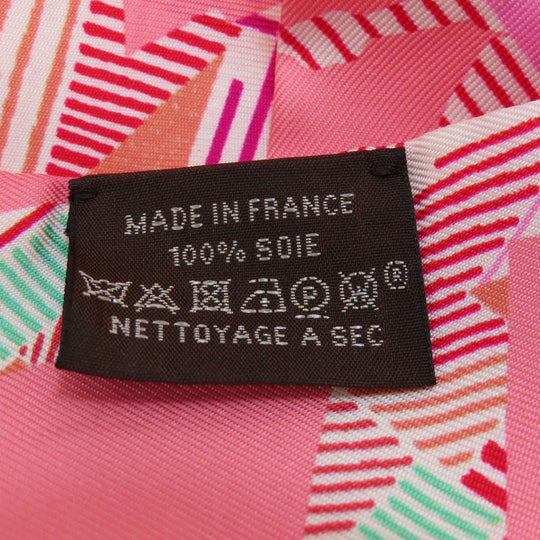 MADE IN FRANCE
100% SOIE
P W ®
NETTOYAGE A SEC